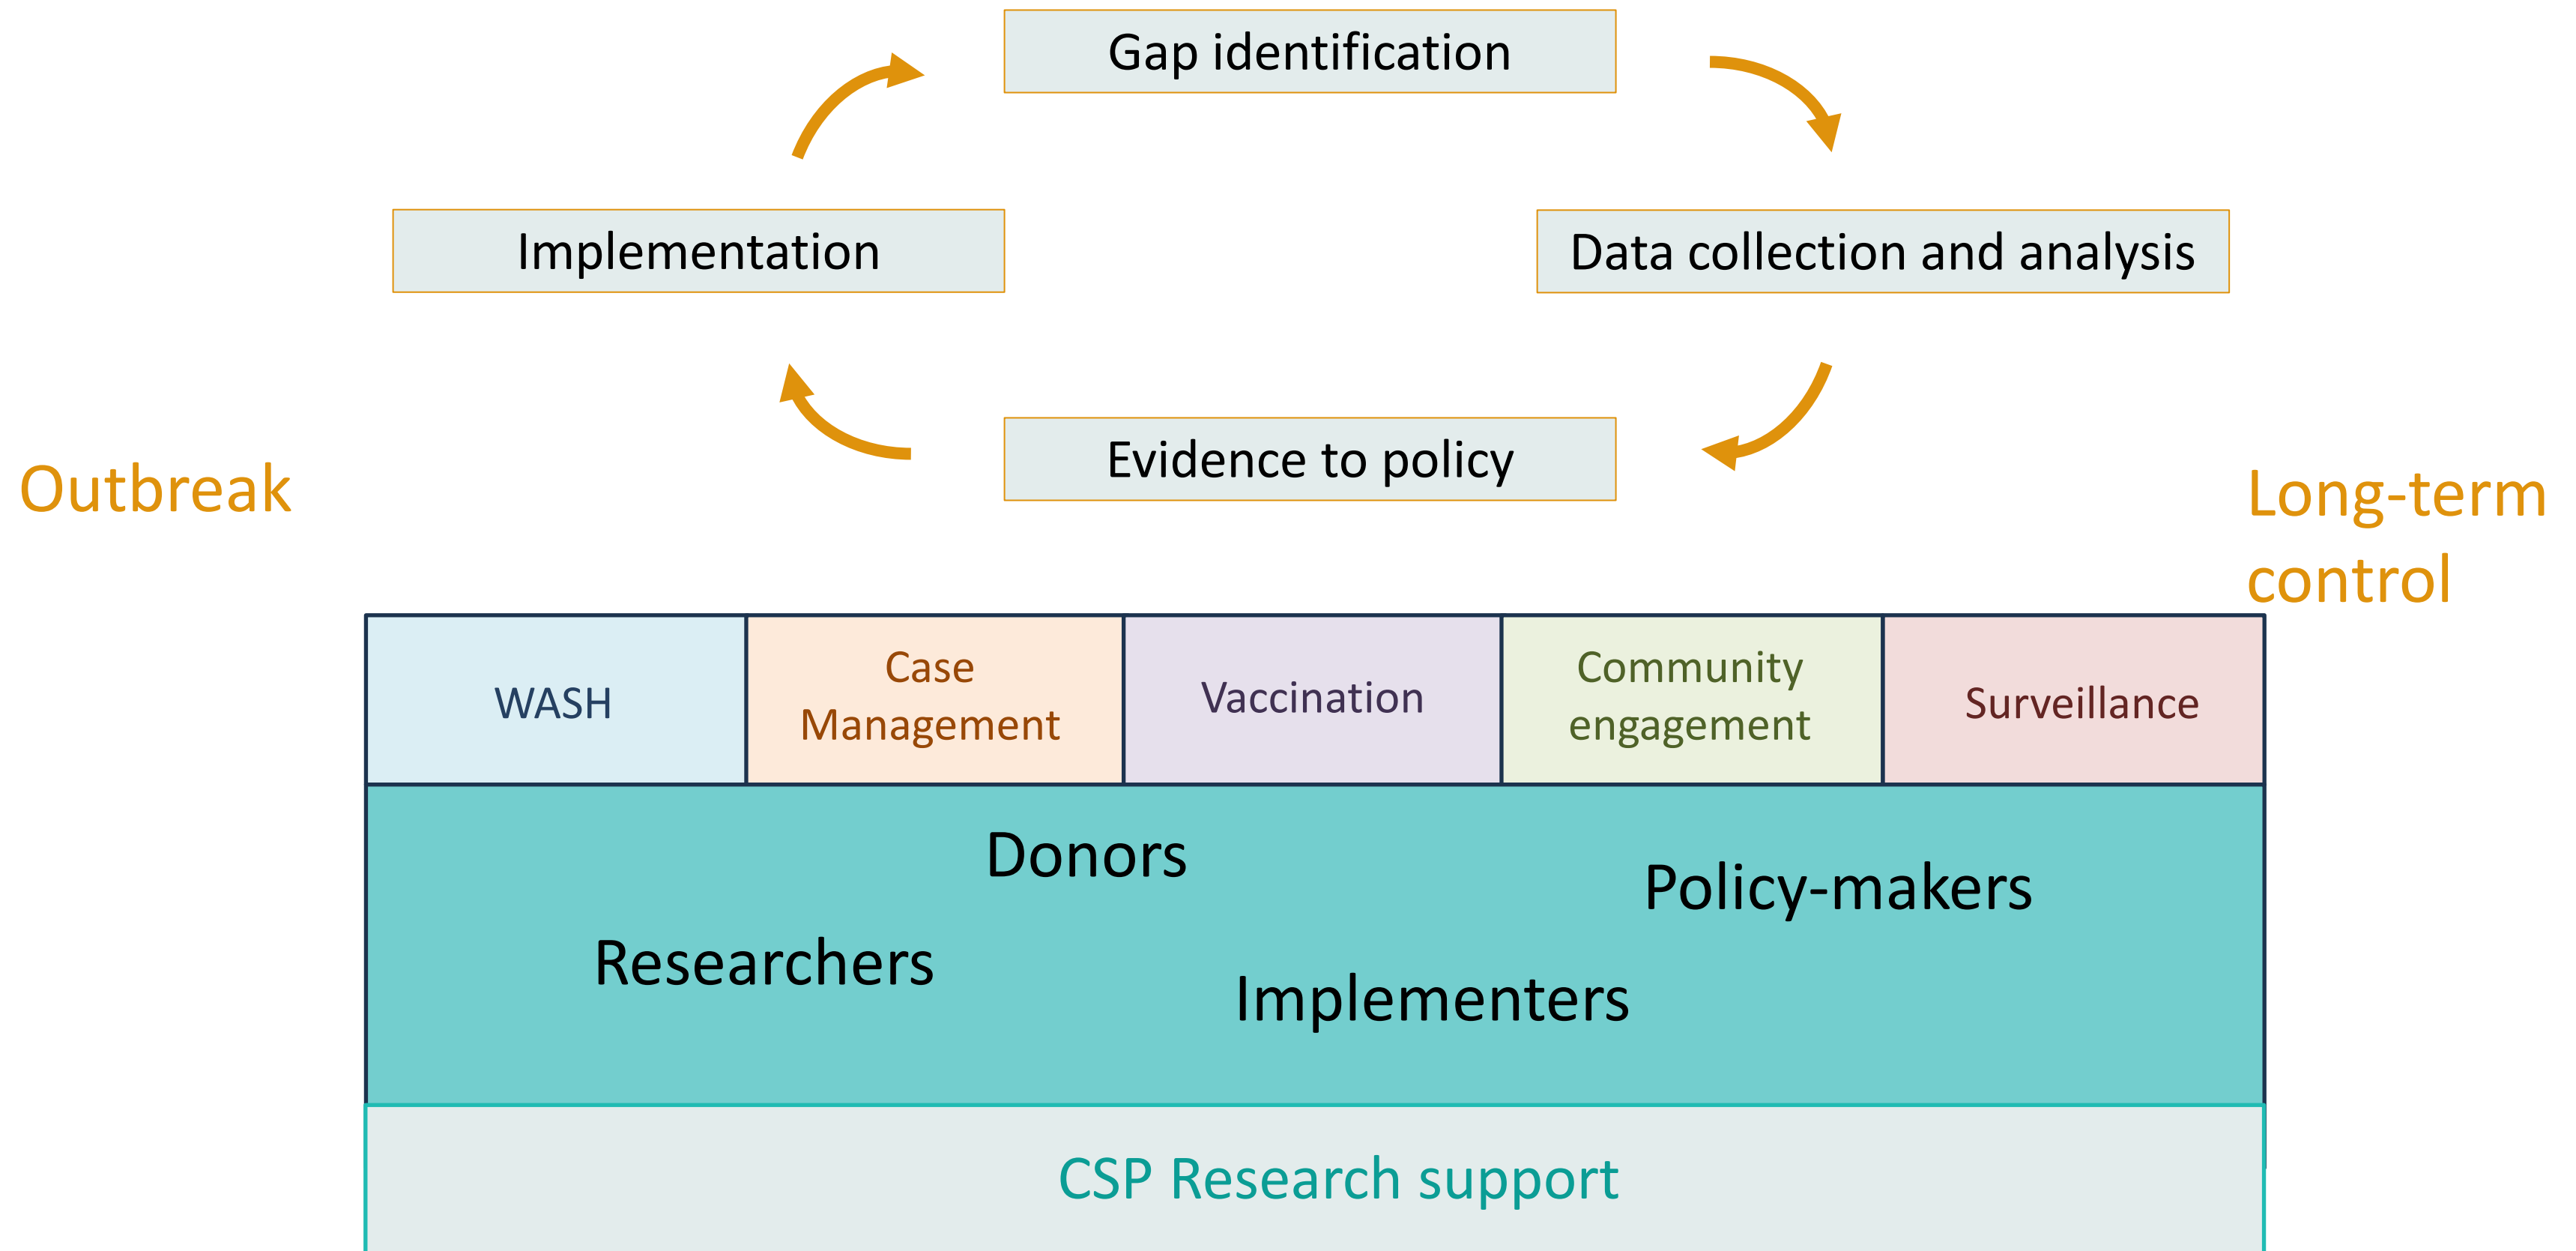 Gap identification
Implementation
Data collection and analysis
Evidence to policy
Outbreak
Long-term
control
WASH
Case
Management
Vaccination
Community
engagement
Surveillance
Donors
Policy-makers
Researchers
Implementers
CSP Research support